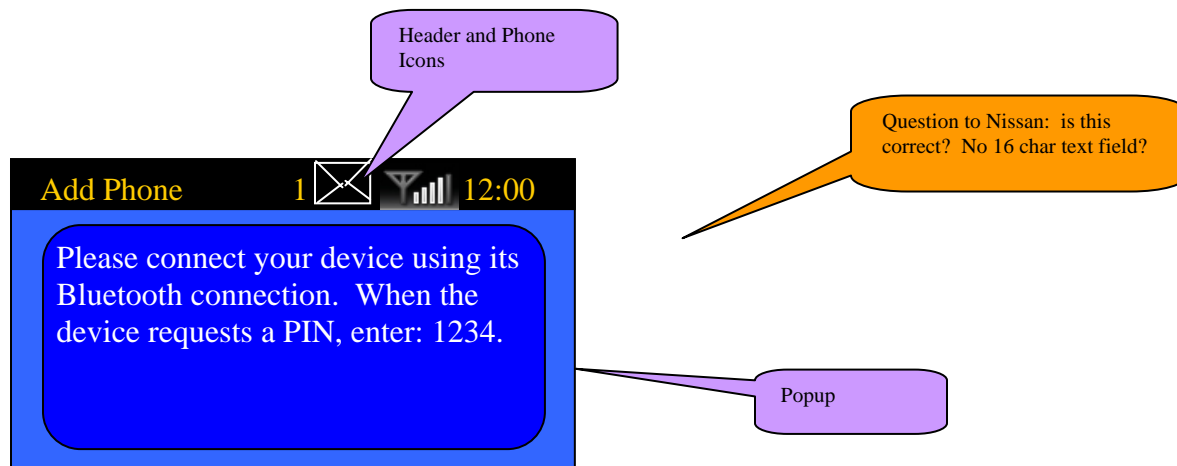 Header and Phone
Icons
Question to Nissan:  is this
correct?  No 16 char text field?
Add Phone 1 12:00
Please connect your device using its
Bluetooth connection.  When the
device requests a PIN, enter: 1234.
Popup